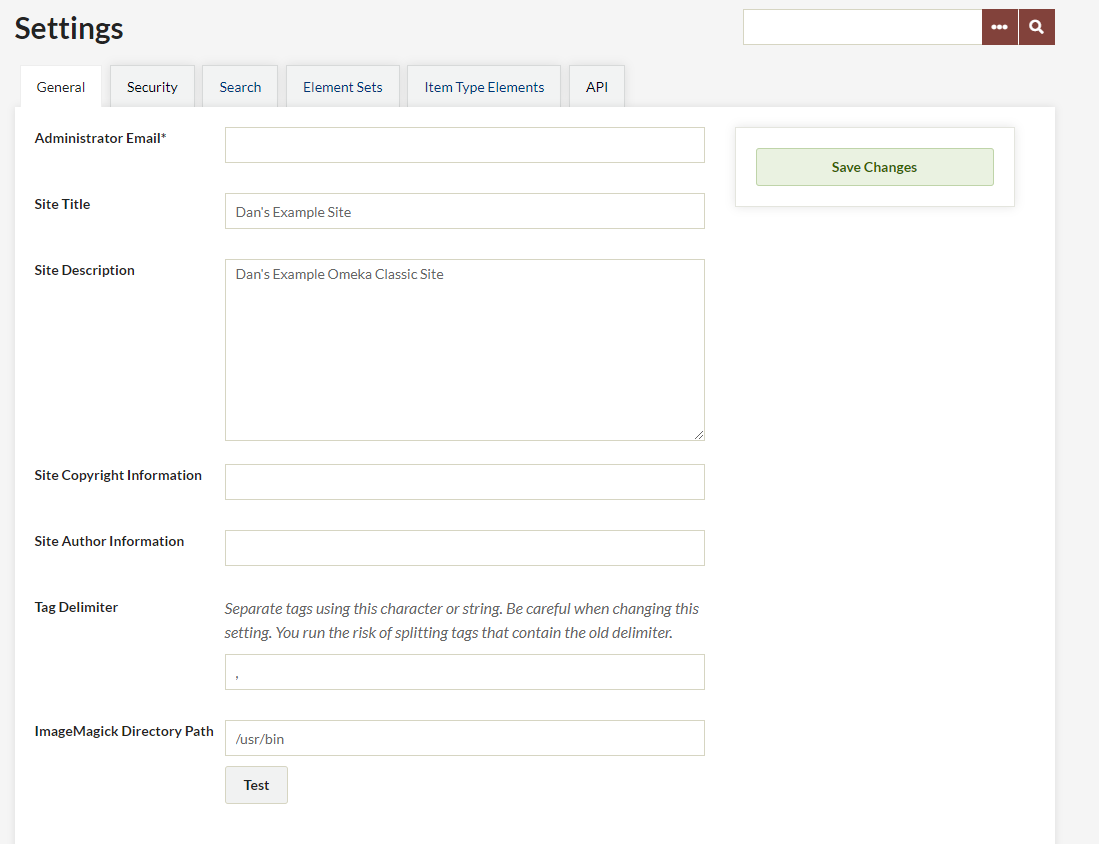 Settings
General Security Search Element Sets Item Type Elements API
Administrator Email*
Save Changes
Site Title
Dan's Example Site
Site Description
Dan's Example Omeka Classic Site
Site Copyright Information
Site Author Information
Tag Delimiter
Separate tags using this character or string. Be careful when changing this
setting. You run the risk of splitting tags that contain the old delimiter.
,
ImageMagick Directory Path
/usr/bin
Test